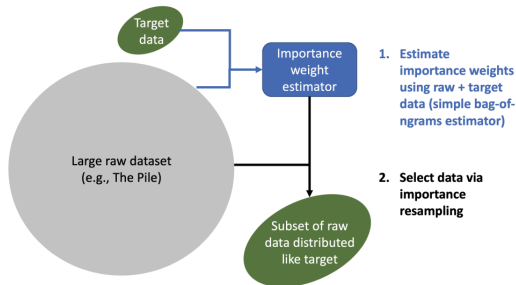 Target
data
Importance
weight
estimator
1. Estimate
importance weights
using raw + target
data (simple bag-of-
ngrams estimator)
Large raw dataset
(e.g., The Pile)
2. Select data via
importance
resampling
Subset of raw
data distributed
like target